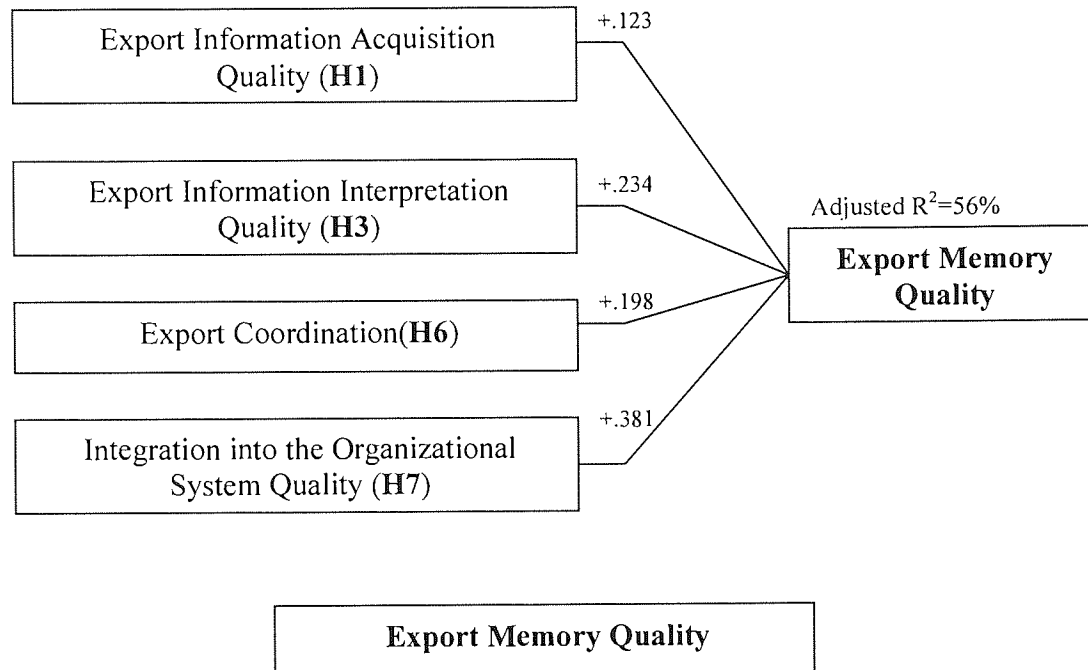 +.123
Export Information Acquisition
Quality (H1)
+.234
Export Information Interpretation
Quality (H3)
Adjusted R²=56%
Export Memory
Quality
+.198
Export Coordination(H6)
+.381
Integration into the Organizational
System Quality (H7)
Export Memory Quality